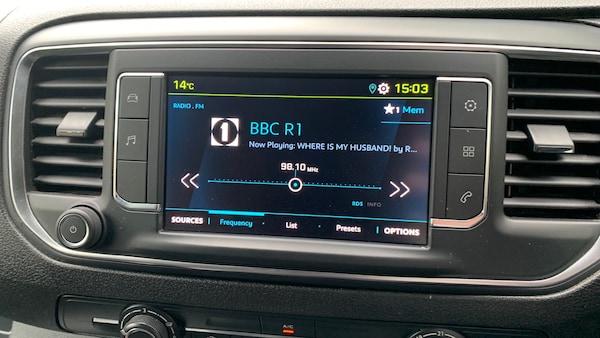 14°C 15:03
RADIO . FM ★1 Mem
1 BBC R1
Now Playing: WHERE IS MY HUSBAND! by R...
98.10 MHz
RDS INFO
SOURCES Frequency List Presets OPTIONS
A/C